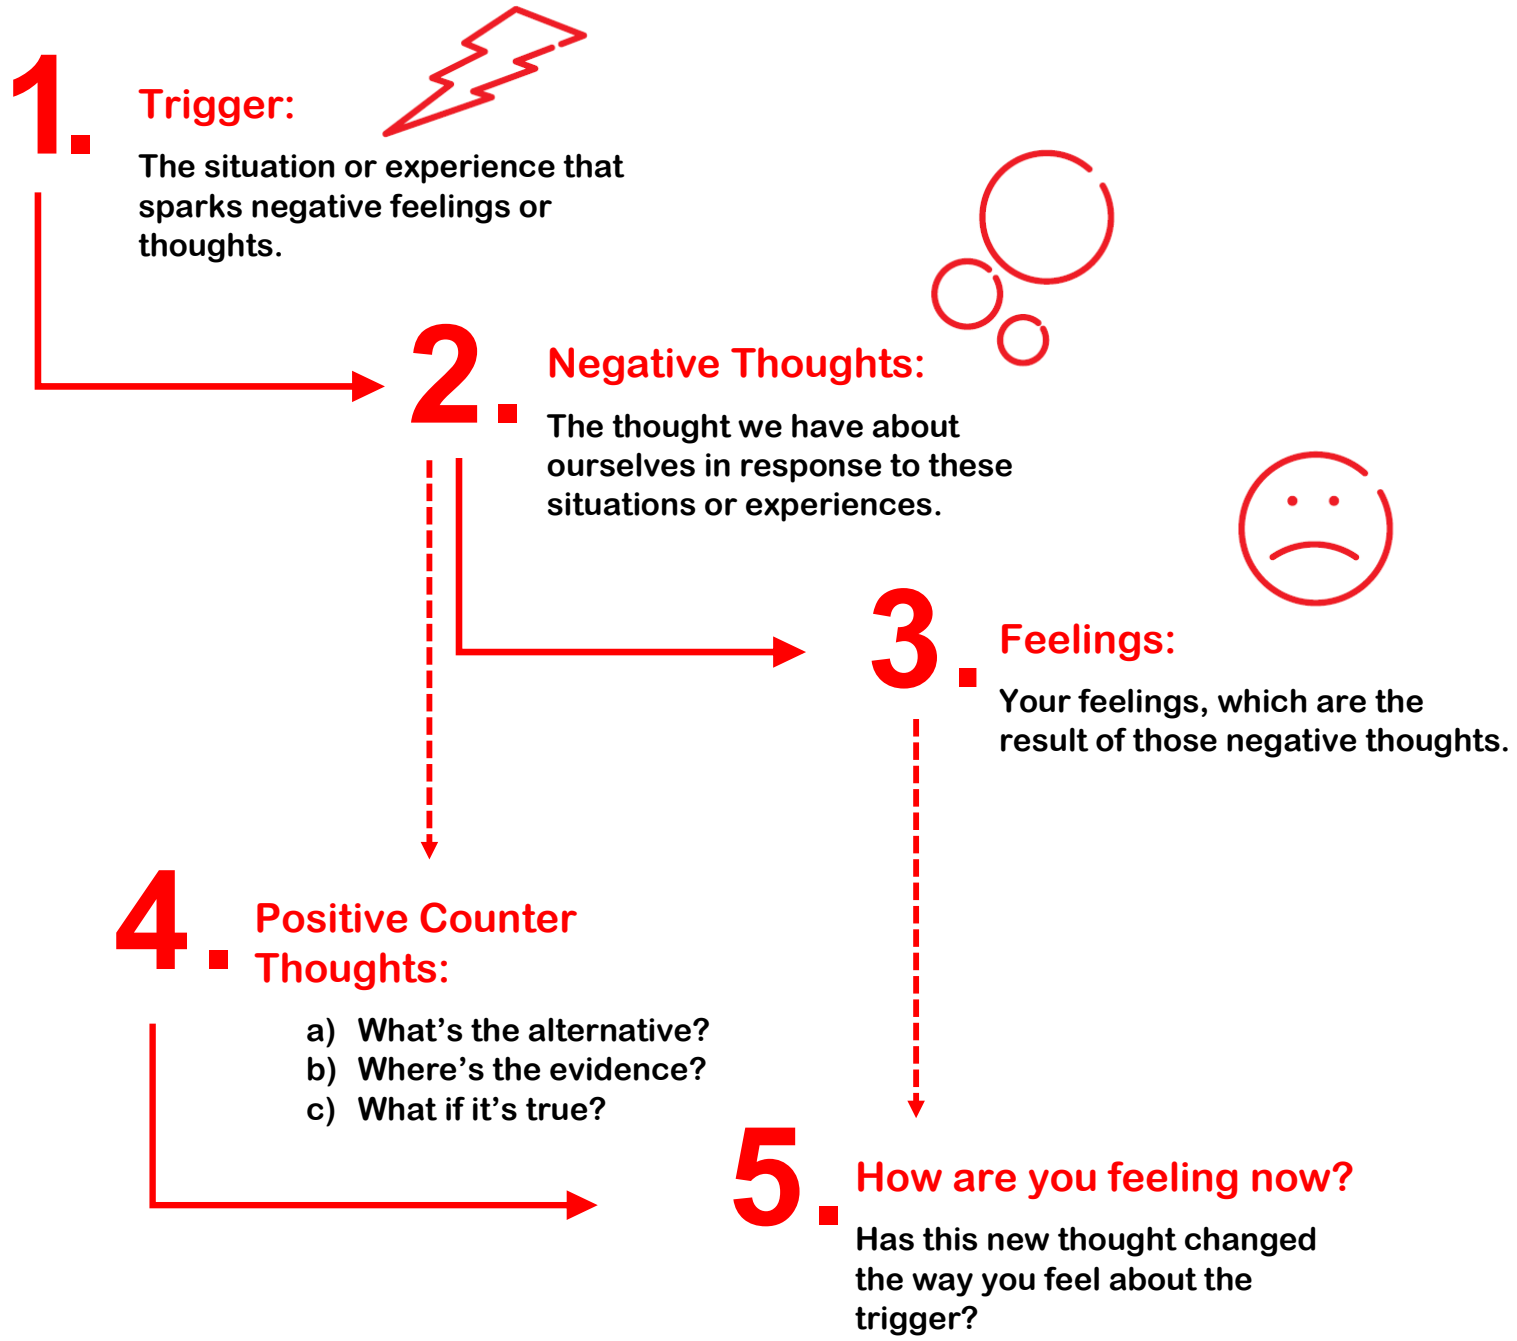 1.
Trigger:
The situation or experience that
sparks negative feelings or
thoughts.
2.
Negative Thoughts:
The thought we have about
ourselves in response to these
situations or experiences.
3.
Feelings:
Your feelings, which are the
result of those negative thoughts.
4.
Positive Counter
Thoughts:
a) What’s the alternative?
b) Where’s the evidence?
c) What if it’s true?
5.
How are you feeling now?
Has this new thought changed
the way you feel about the
trigger?